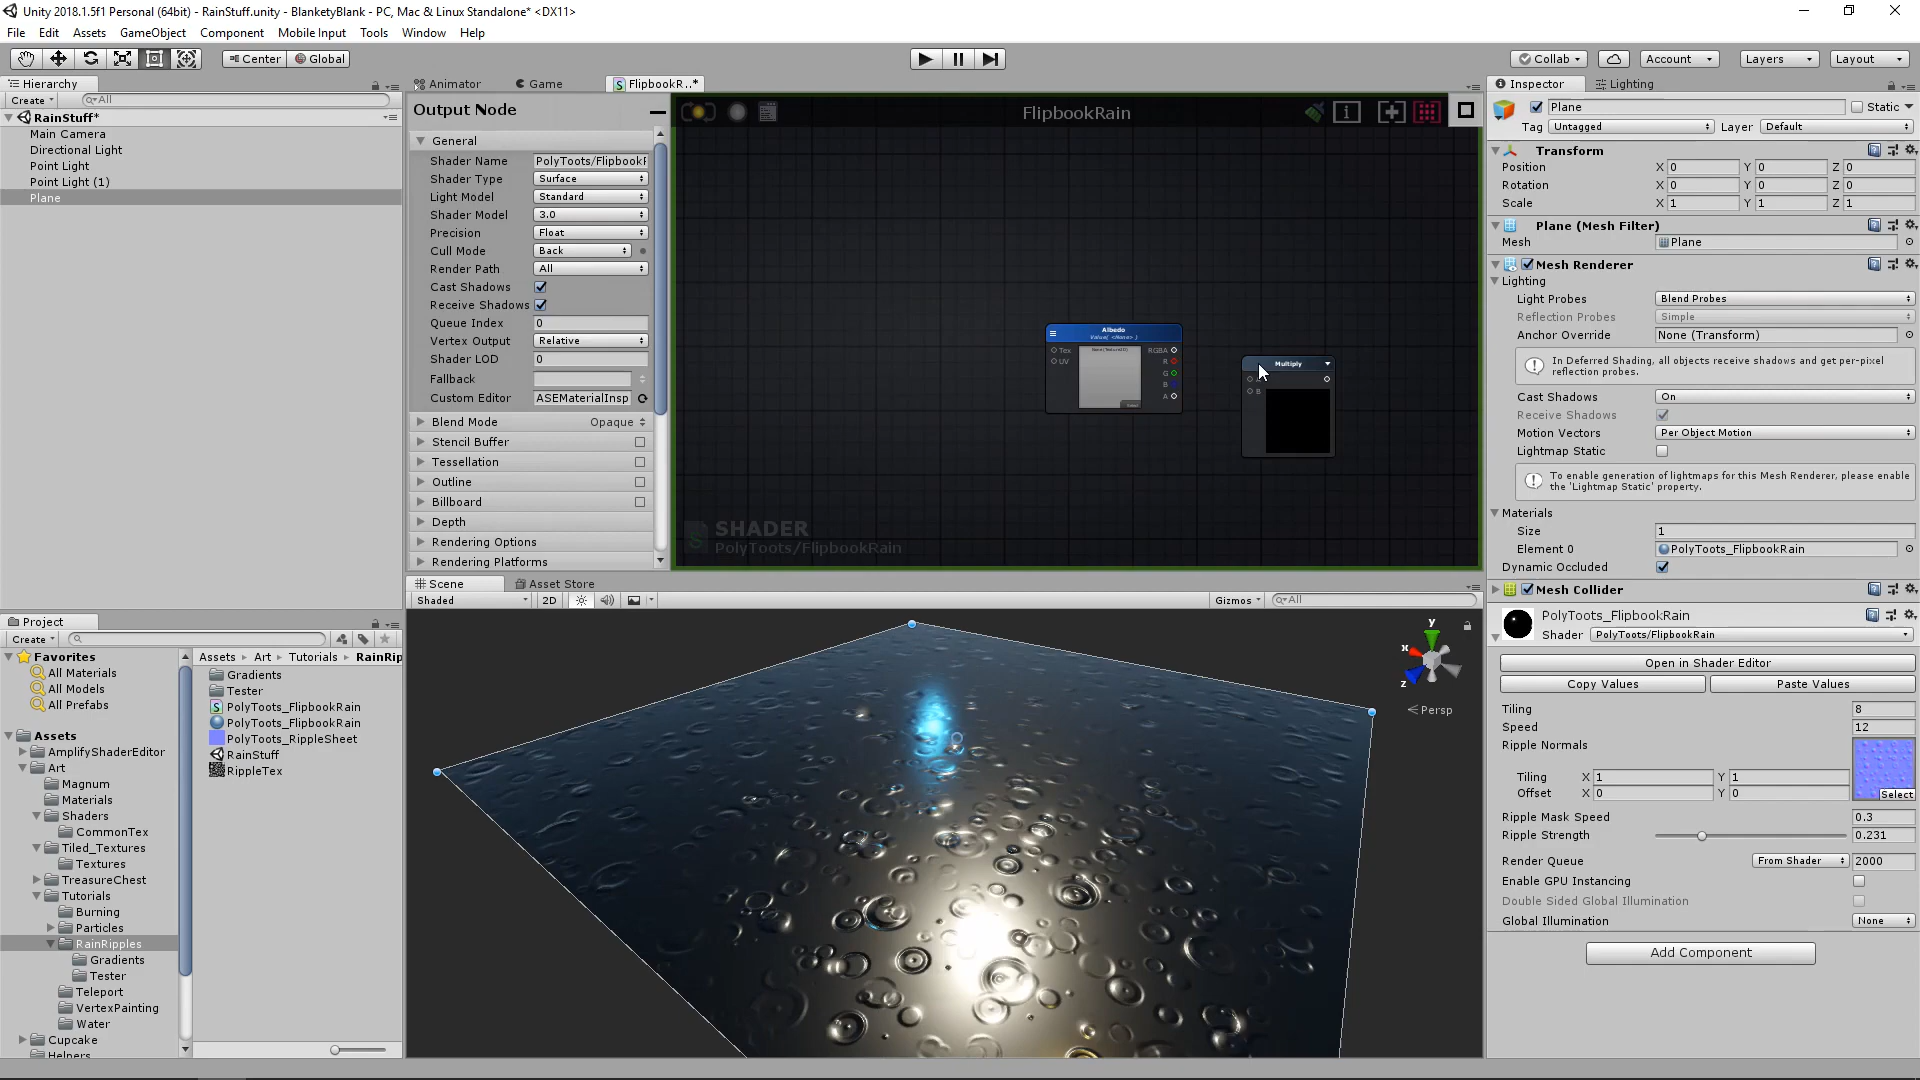 Unity 2018.1.5f1 Personal (64bit) - RainStuff.unity - BlanketyBlank - PC, Mac & Linux Standalone* <DX11>
File Edit Assets GameObject Component Mobile Input Tools Window Help
Center Global
Collab Account Layers Layout
Hierarchy
Create All
RainStuff*
Main Camera
Directional Light
Point Light
Point Light (1)
Plane
Animator Game FlipbookR..*
Output Node
General
Shader Name PolyToots/Flipbook
Shader Type Surface
Light Model Standard
Shader Model 3.0
Precision Float
Cull Mode Back
Render Path All
Cast Shadows
Receive Shadows
Queue Index 0
Vertex Output Relative
Shader LOD 0
Fallback
Custom Editor ASEMaterialInsp
Blend Mode Opaque
Stencil Buffer
Tessellation
Outline
Billboard
Depth
Rendering Options
Rendering Platforms
FlipbookRain
Albedo
Value( <None> )
Tex RGBA
UV R
G
B
A
None (Texture2D)
Multiply
B
SHADER
PolyToots/FlipbookRain
Scene Asset Store
Shaded 2D Gizmos All
y
x
z
Persp
Project
Create
Favorites
All Materials
All Models
All Prefabs
Assets
AmplifyShaderEditor
Art
Magnum
Materials
Shaders
CommonTex
Tiled_Textures
Textures
TreasureChest
Tutorials
Burning
Particles
RainRipples
Gradients
Tester
Teleport
VertexPainting
Water
Cupcake
Helpers
Assets Art Tutorials RainRip
Gradients
Tester
PolyToots_FlipbookRain
PolyToots_FlipbookRain
PolyToots_RippleSheet
RainStuff
RippleTex
Inspector Lighting
Plane Static
Tag Untagged Layer Default
Transform
Position X 0 Y 0 Z 0
Rotation X 0 Y 0 Z 0
Scale X 1 Y 1 Z 1
Plane (Mesh Filter)
Mesh Plane
Mesh Renderer
Lighting
Light Probes Blend Probes
Reflection Probes Simple
Anchor Override None (Transform)
In Deferred Shading, all objects receive shadows and get per-pixel
reflection probes.
Cast Shadows On
Receive Shadows
Motion Vectors Per Object Motion
Lightmap Static
To enable generation of lightmaps for this Mesh Renderer, please enable
the 'Lightmap Static' property.
Materials
Size 1
Element 0 PolyToots_FlipbookRain
Dynamic Occluded
Mesh Collider
PolyToots_FlipbookRain
Shader PolyToots/FlipbookRain
Open in Shader Editor
Copy Values Paste Values
Tiling 8
Speed 12
Ripple Normals
Tiling X 1 Y 1
Offset X 0 Y 0
Select
Ripple Mask Speed 0.3
Ripple Strength 0.231
Render Queue From Shader 2000
Enable GPU Instancing
Double Sided Global Illumination
Global Illumination None
Add Component